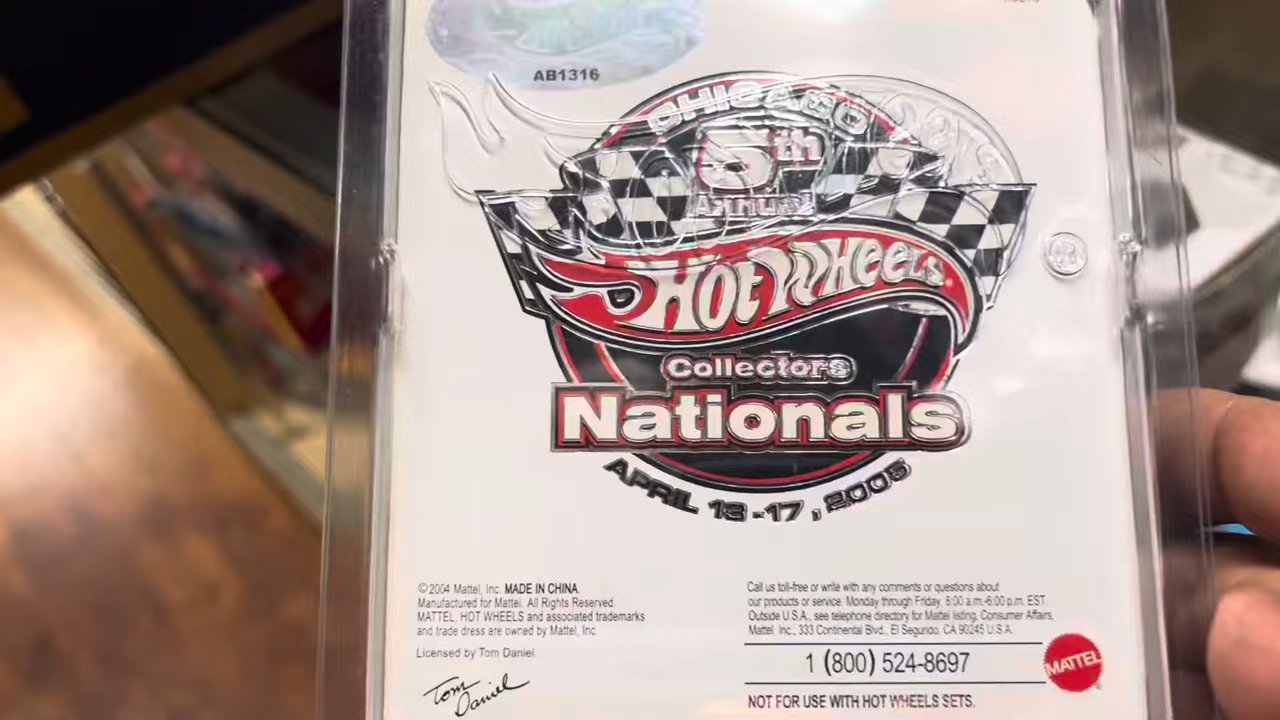 AB1316
CHICAGO
5th
ANNUAL
HOT WHEELS
Collectors
Nationals
APRIL 13-17, 2005
© 2004 Mattel, Inc. MADE IN CHINA.
Manufactured for Mattel. All Rights Reserved.
MATTEL, HOT WHEELS and associated trademarks
and trade dress are owned by Mattel, Inc.
Licensed by Tom Daniel.
Tom
Daniel
Call us toll-free or write with any comments or questions about
our products or service. Monday through Friday, 8:00 a.m.-6:00 p.m. EST.
Outside U.S.A., see telephone directory for Mattel listing. Consumer Affairs,
Mattel, Inc., 333 Continental Blvd., El Segundo, CA 90245 U.S.A.
1 (800) 524-8697
MATTEL
®
NOT FOR USE WITH HOT WHEELS SETS.